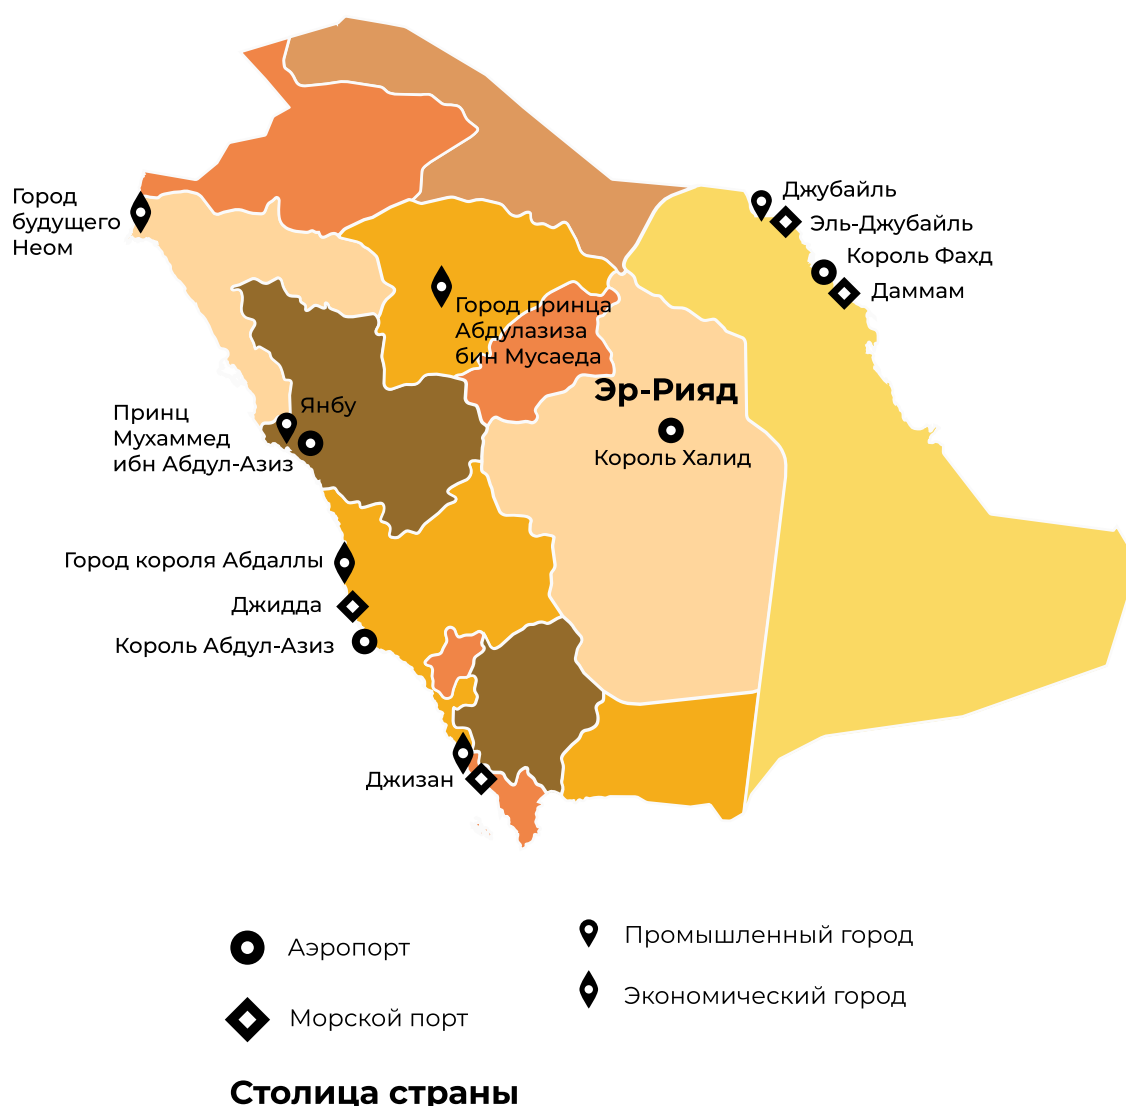 Город
будущего
Неом
Джубайль
Эль-Джубайль
Король Фахд
Даммам
Город принца
Абдулазиза
бин Мусаеда
Эр-Рияд
Король Халид
Янбу
Принц
Мухаммед
ибн Абдул-Азиз
Город короля Абдаллы
Джидда
Король Абдул-Азиз
Джизан
Аэропорт
Морской порт
Промышленный город
Экономический город
Столица страны